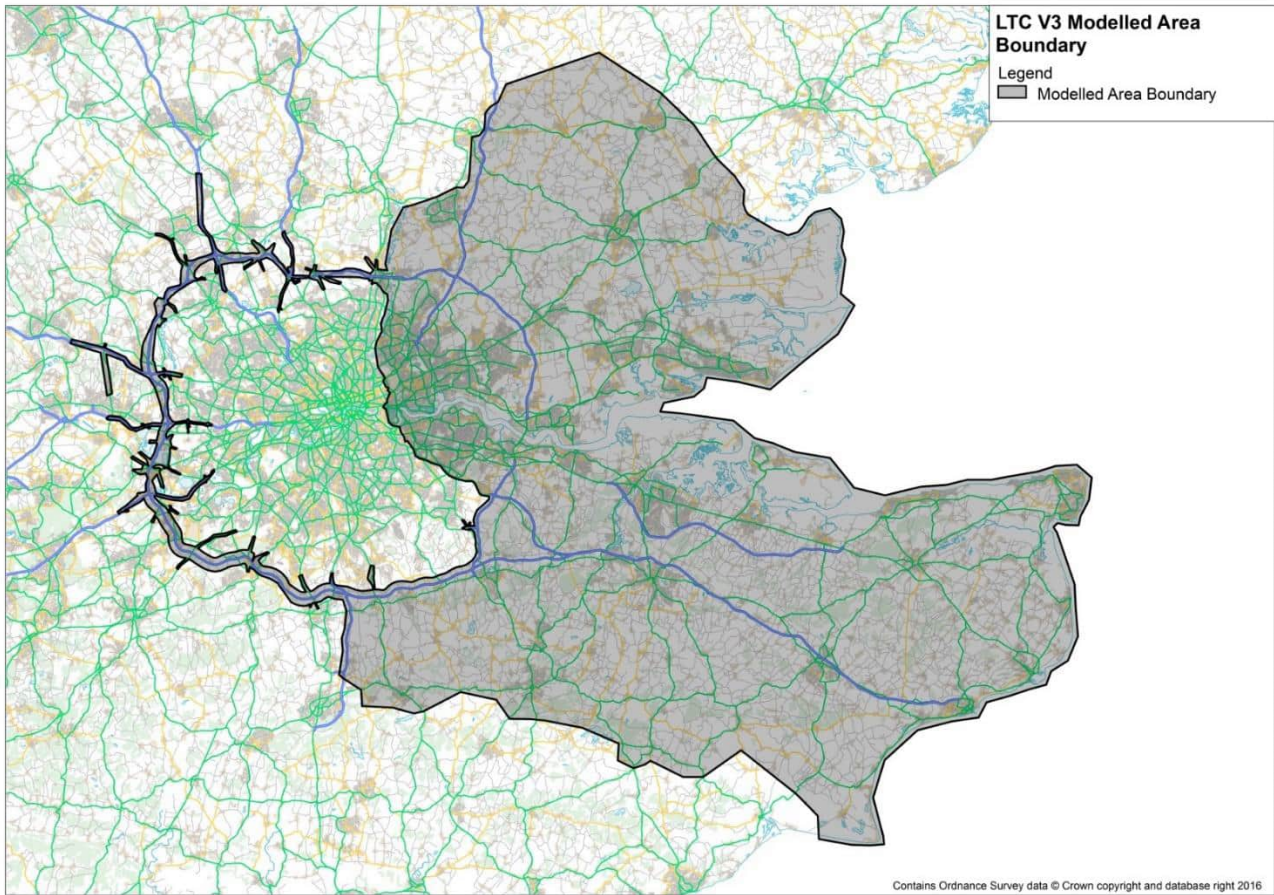 LTC V3 Modelled Area
Boundary
Legend
Modelled Area Boundary
Contains Ordnance Survey data © Crown copyright and database right 2016